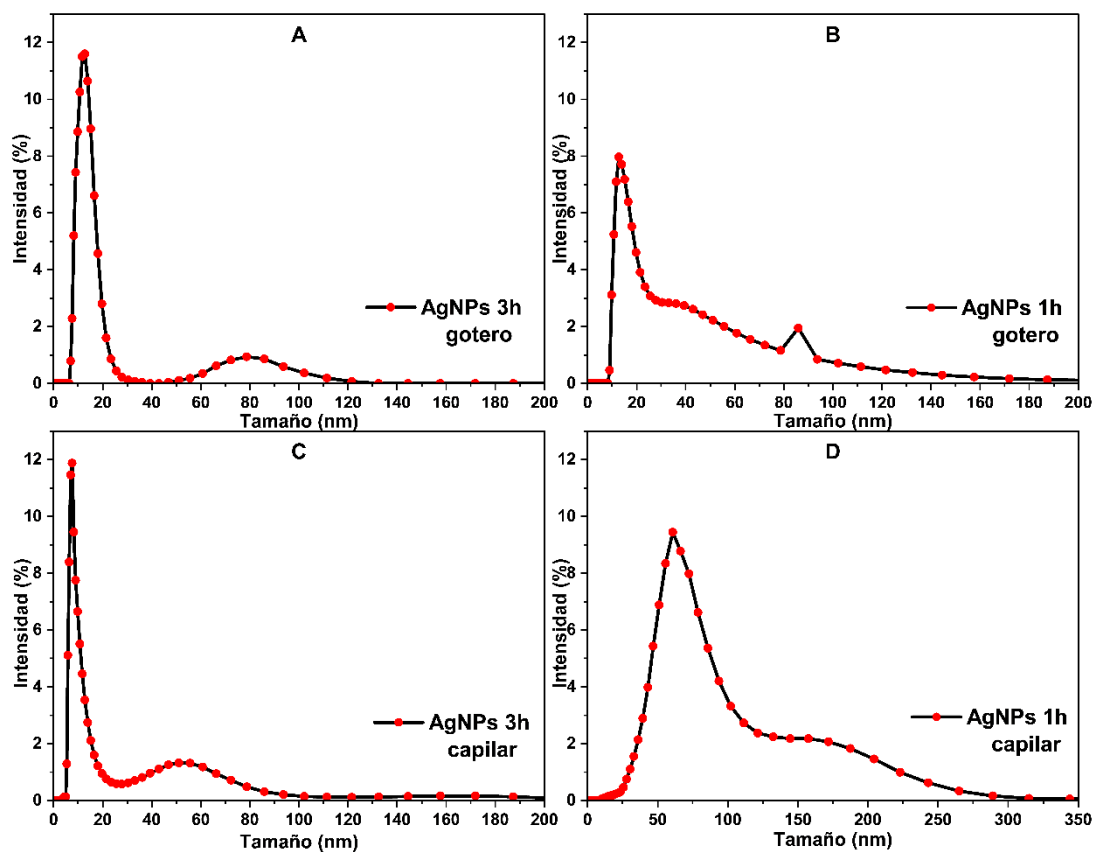 A
12
10
8
6
4
2
0
Intensidad (%)
AgNPs 3h
gotero
0 20 40 60 80 100 120 140 160 180 200
Tamaño (nm)
B
12
10
8
6
4
2
0
Intensidad (%)
AgNPs 1h
gotero
0 20 40 60 80 100 120 140 160 180 200
Tamaño (nm)
C
12
10
8
6
4
2
0
Intensidad (%)
AgNPs 3h
capilar
0 20 40 60 80 100 120 140 160 180 200
Tamaño (nm)
D
12
10
8
6
4
2
0
Intensidad (%)
AgNPs 1h
capilar
0 50 100 150 200 250 300 350
Tamaño (nm)